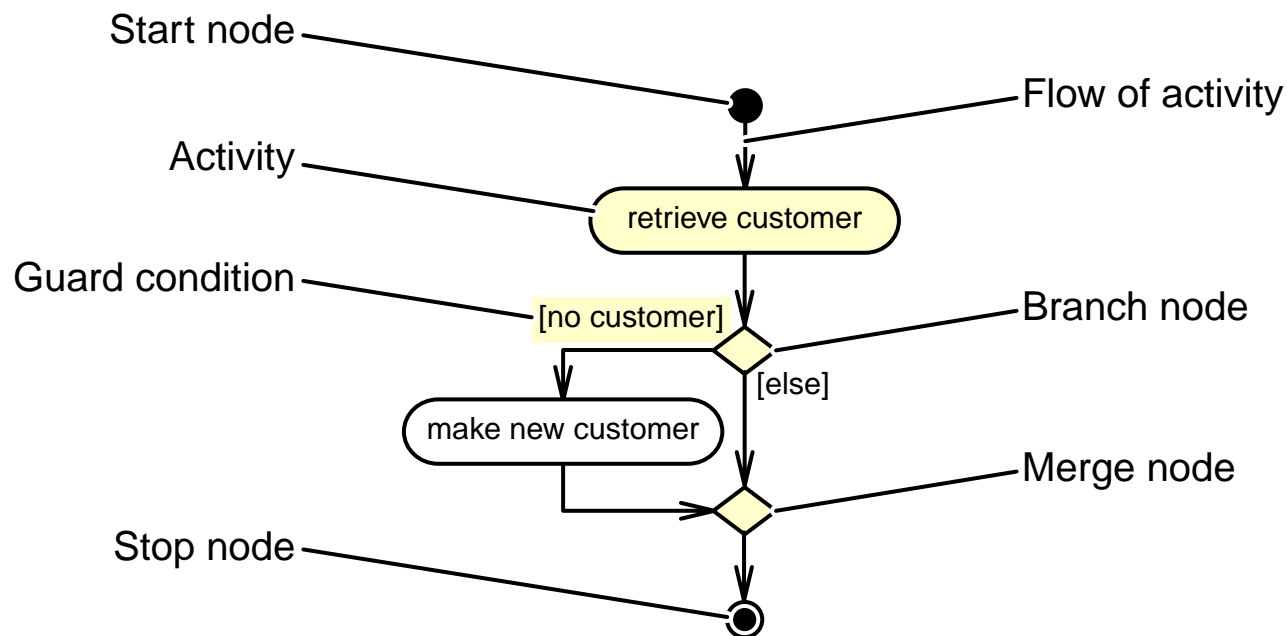 Start node
Flow of activity
Activity
retrieve customer
Guard condition
[no customer]
Branch node
[else]
make new customer
Merge node
Stop node